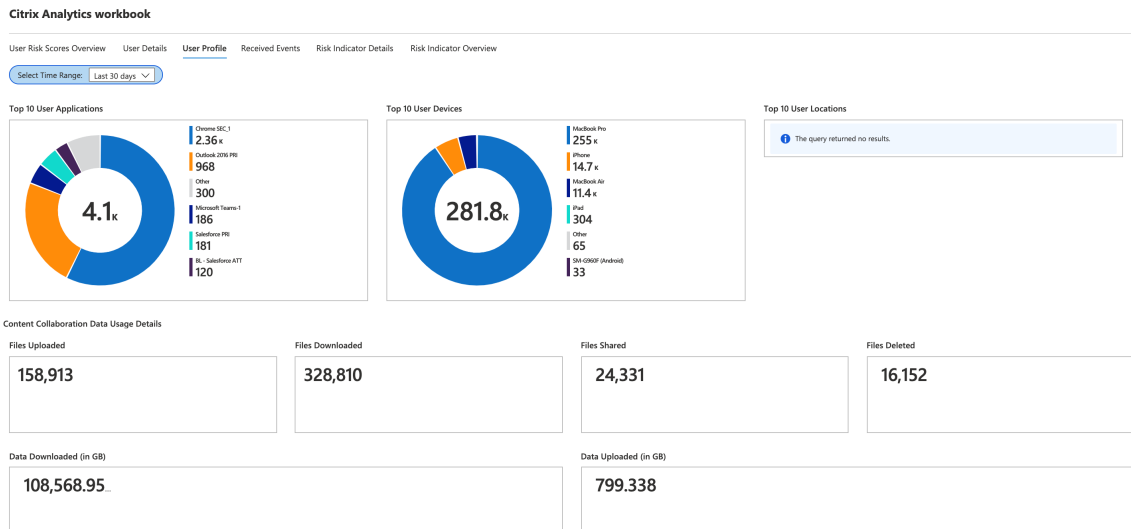 Citrix Analytics workbook
User Risk Scores Overview User Details User Profile Received Events Risk Indicator Details Risk Indicator Overview
Select Time Range: Last 30 days
Top 10 User Applications
4.1K
Chrome SEC_1
2.36 K
Outlook 2016 PRI
968
Other
300
Microsoft Teams-1
186
Salesforce PRI
181
BL - Salesforce ATT
120
Top 10 User Devices
281.8K
MacBook Pro
255 K
iPhone
14.7 K
MacBook Air
11.4 K
iPad
304
Other
65
SM-G960F (Android)
33
Top 10 User Locations
The query returned no results.
Content Collaboration Data Usage Details
Files Uploaded
158,913
Files Downloaded
328,810
Files Shared
24,331
Files Deleted
16,152
Data Downloaded (in GB)
108,568.95...
Data Uploaded (in GB)
799.338